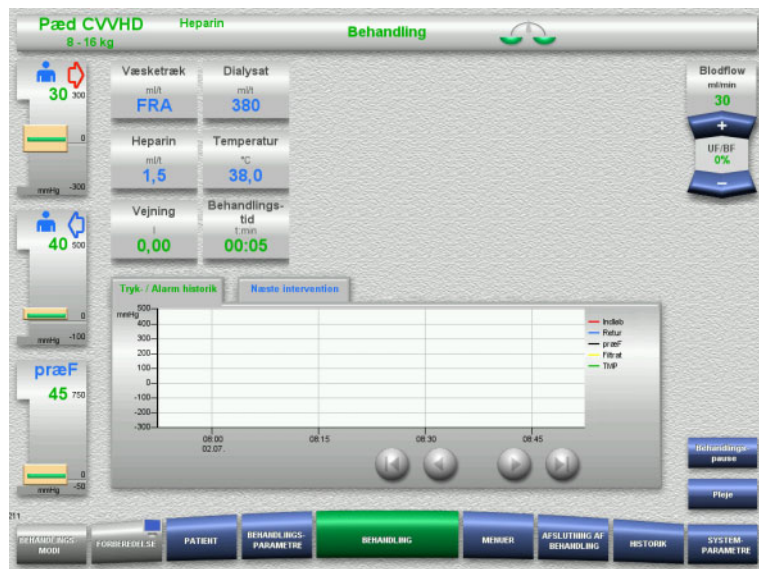 Pæd CVVHD Heparin Behandling
8 - 16 kg
30 300
0
mmHg -300
40 500
0
mmHg -100
præF
45 750
0
mmHg -50
Væsketræk
ml/t
FRA
Dialysat
ml/t
380
Heparin
ml/t
1,5
Temperatur
°C
38,0
Vejning
l
0,00
Behandlings-
tid
t:min
00:05
Blodflow
ml/min
30
+
UF/BF
0%
−
Tryk- / Alarm historik
Næste intervention
mmHg
500
400
300
200
100
0
-100
-200
-300
08:00 08:15 08:30 08:45
02.07.
Indløb
Retur
præF
Filtrat
TMP
Behandlings-
pause
Pleje
211
BEHANDLINGS-
MODI
FORBEREDELSE
PATIENT
BEHANDLINGS-
PARAMETRE
BEHANDLING
MENUER
AFSLUTNING AF
BEHANDLING
HISTORIK
SYSTEM-
PARAMETRE